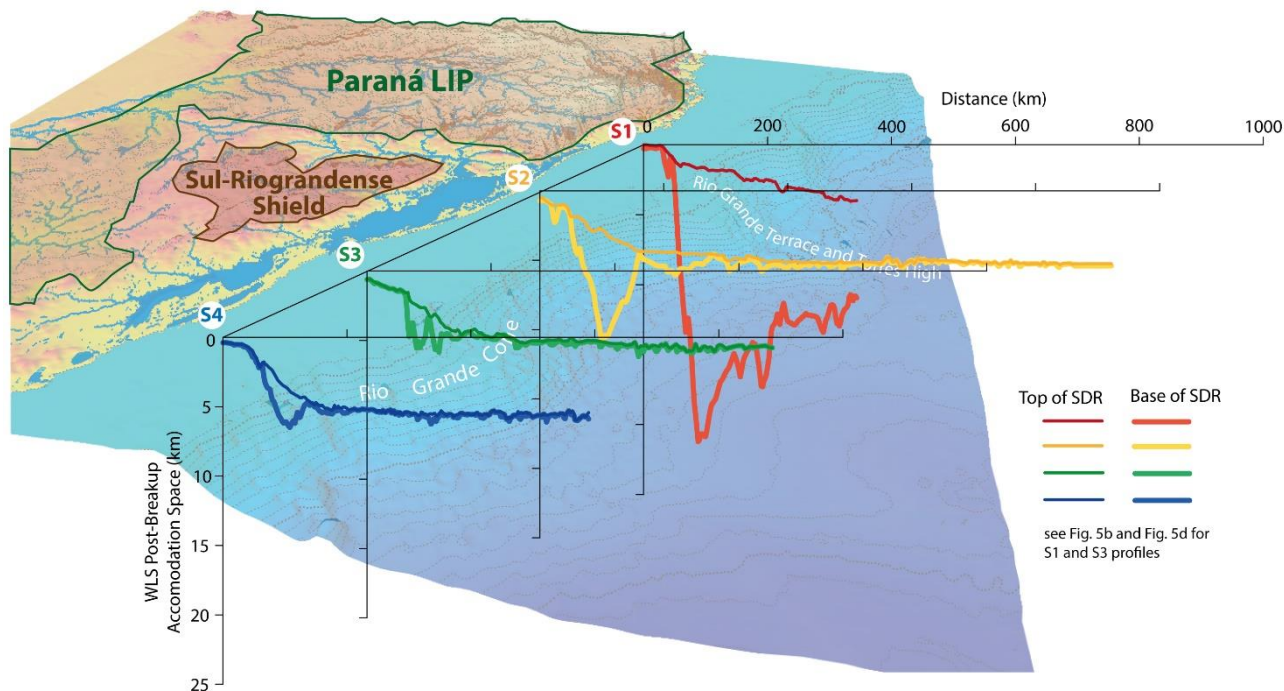 Paraná LIP
Distance (km)
S1
0
200
400
600
800
1000
Sul-Riograndense
Shield
S2
Rio Grande Terrace and Torres High
S3
S4
Rio Grande Cone
0
5
10
15
20
25
WLS Post-Breakup
Accomodation Space (km)
Top of SDR
Base of SDR
see Fig. 5b and Fig. 5d for
S1 and S3 profiles